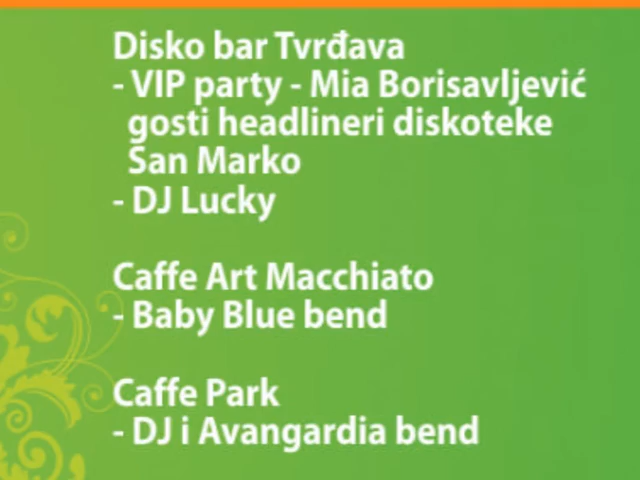 Disko bar Tvrđava
- VIP party - Mia Borisavljević
gosti headlineri diskoteke
San Marko
- DJ Lucky
Caffe Art Macchiato
- Baby Blue bend
Caffe Park
- DJ i Avangardia bend